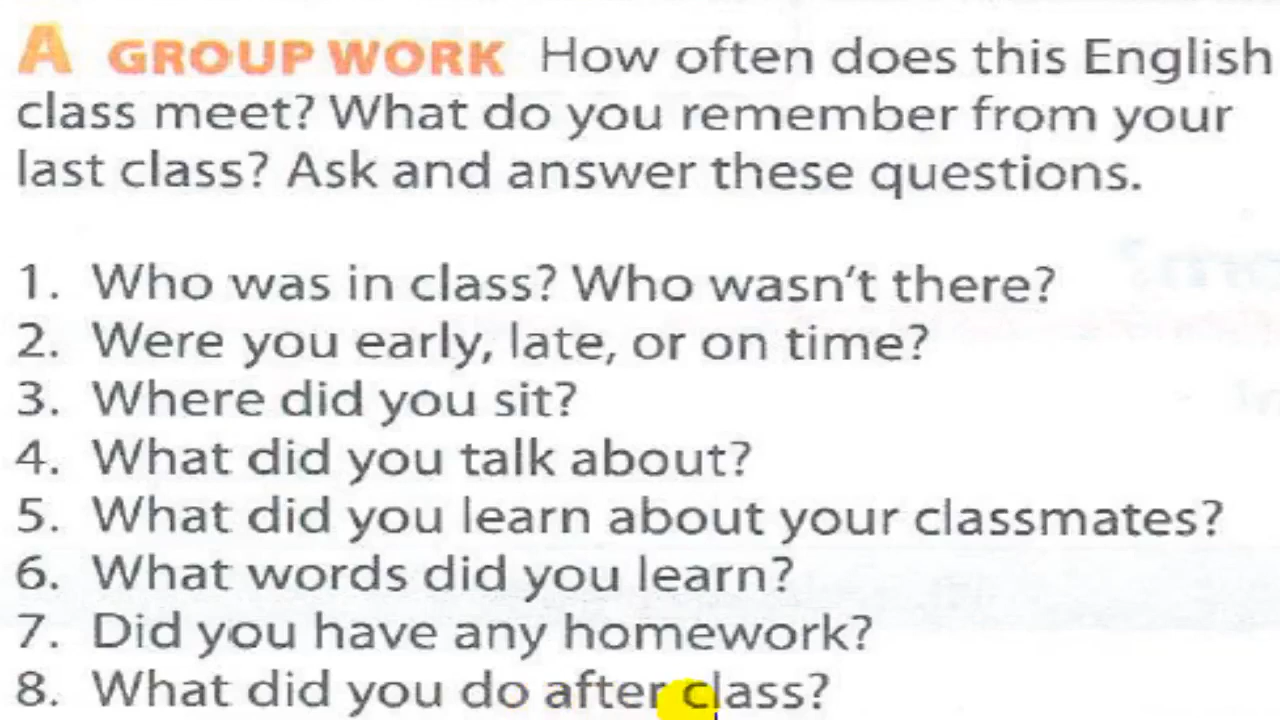 A GROUP WORK How often does this English
class meet? What do you remember from your
last class? Ask and answer these questions.
1. Who was in class? Who wasn't there?
2. Were you early, late, or on time?
3. Where did you sit?
4. What did you talk about?
5. What did you learn about your classmates?
6. What words did you learn?
7. Did you have any homework?
8. What did you do after class?